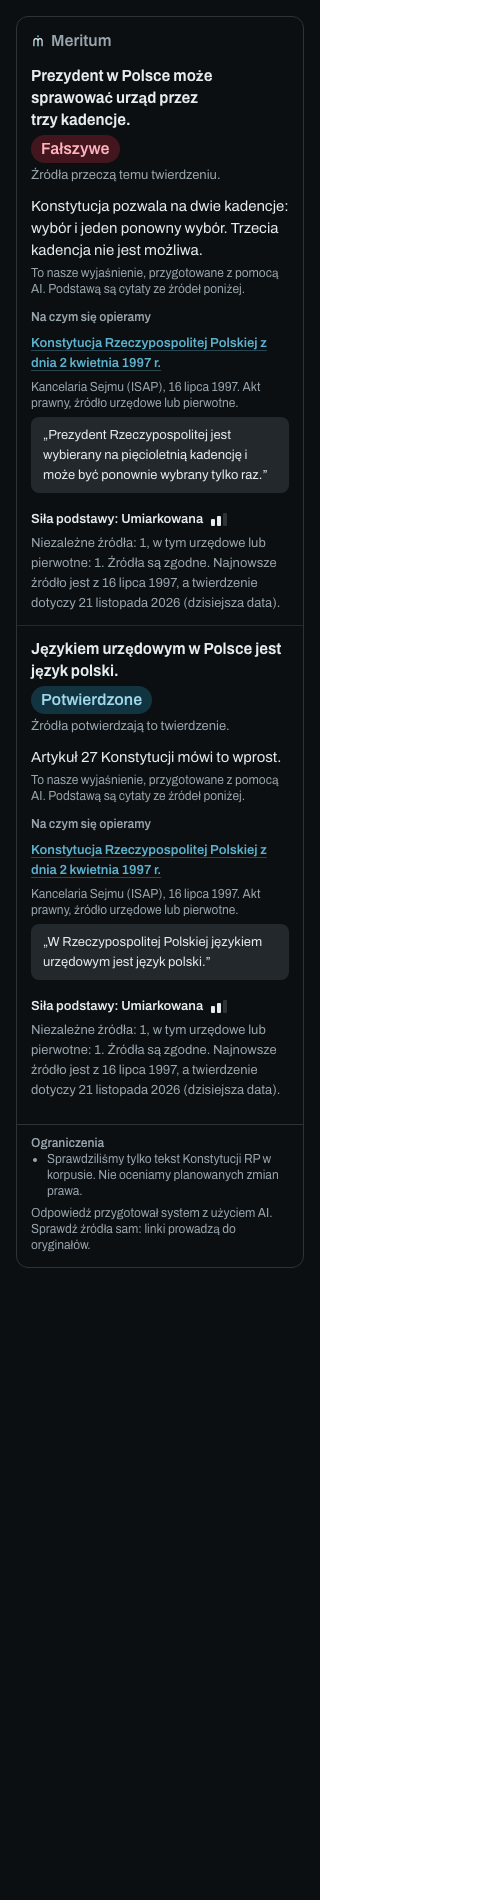 Meritum
Prezydent w Polsce może
sprawować urząd przez
trzy kadencje.
Fałszywe
Źródła przeczą temu twierdzeniu.
Konstytucja pozwala na dwie kadencje:
wybór i jeden ponowny wybór. Trzecia
kadencja nie jest możliwa.
To nasze wyjaśnienie, przygotowane z pomocą
AI. Podstawą są cytaty ze źródeł poniżej.
Na czym się opieramy
Konstytucja Rzeczypospolitej Polskiej z
dnia 2 kwietnia 1997 r.
Kancelaria Sejmu (ISAP), 16 lipca 1997. Akt
prawny, źródło urzędowe lub pierwotne.
„Prezydent Rzeczypospolitej jest
wybierany na pięcioletnią kadencję i
może być ponownie wybrany tylko raz.”
Siła podstawy: Umiarkowana
Niezależne źródła: 1, w tym urzędowe lub
pierwotne: 1. Źródła są zgodne. Najnowsze
źródło jest z 16 lipca 1997, a twierdzenie
dotyczy 21 listopada 2026 (dzisiejsza data).
Językiem urzędowym w Polsce jest
język polski.
Potwierdzone
Źródła potwierdzają to twierdzenie.
Artykuł 27 Konstytucji mówi to wprost.
To nasze wyjaśnienie, przygotowane z pomocą
AI. Podstawą są cytaty ze źródeł poniżej.
Na czym się opieramy
Konstytucja Rzeczypospolitej Polskiej z
dnia 2 kwietnia 1997 r.
Kancelaria Sejmu (ISAP), 16 lipca 1997. Akt
prawny, źródło urzędowe lub pierwotne.
„W Rzeczypospolitej Polskiej językiem
urzędowym jest język polski.”
Siła podstawy: Umiarkowana
Niezależne źródła: 1, w tym urzędowe lub
pierwotne: 1. Źródła są zgodne. Najnowsze
źródło jest z 16 lipca 1997, a twierdzenie
dotyczy 21 listopada 2026 (dzisiejsza data).
Ograniczenia
• Sprawdziliśmy tylko tekst Konstytucji RP w
korpusie. Nie oceniamy planowanych zmian
prawa.
Odpowiedź przygotował system z użyciem AI.
Sprawdź źródła sam: linki prowadzą do
oryginałów.